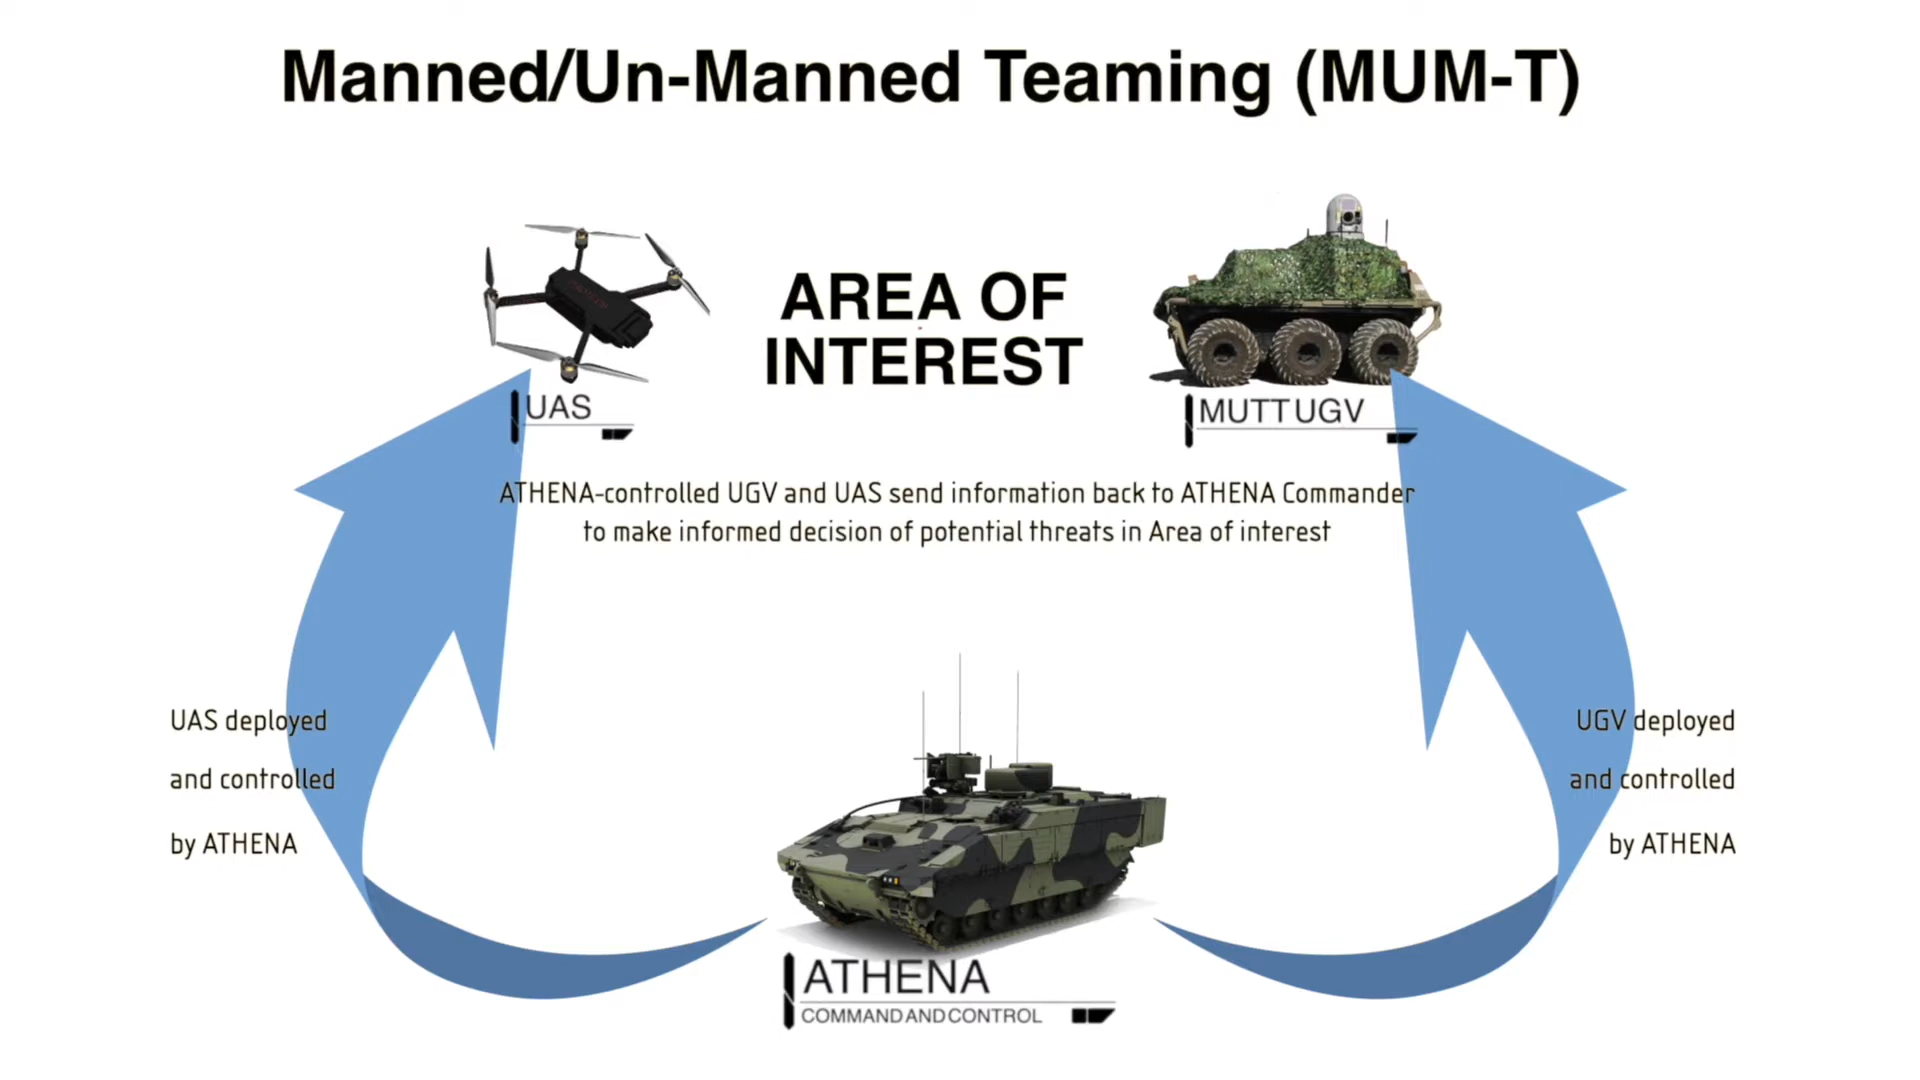 Manned/Un-Manned Teaming (MUM-T)
AREA OF
INTEREST
UAS
MUTT UGV
ATHENA-controlled UGV and UAS send information back to ATHENA Commander
to make informed decision of potential threats in Area of interest
UAS deployed
and controlled
by ATHENA
UGV deployed
and controlled
by ATHENA
ATHENA
COMMAND AND CONTROL